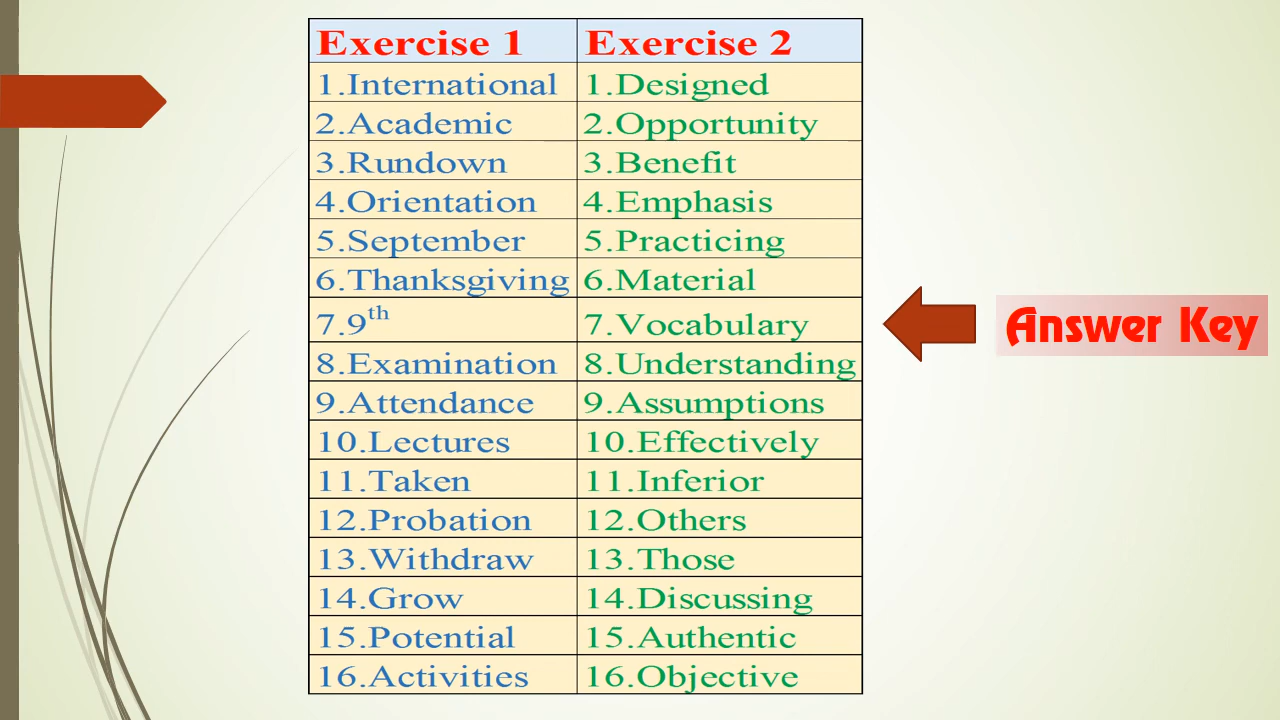 Exercise 1 Exercise 2
1.International 1.Designed
2.Academic 2.Opportunity
3.Rundown 3.Benefit
4.Orientation 4.Emphasis
5.September 5.Practicing
6.Thanksgiving 6.Material
7.9th 7.Vocabulary
8.Examination 8.Understanding
9.Attendance 9.Assumptions
10.Lectures 10.Effectively
11.Taken 11.Inferior
12.Probation 12.Others
13.Withdraw 13.Those
14.Grow 14.Discussing
15.Potential 15.Authentic
16.Activities 16.Objective
Answer Key